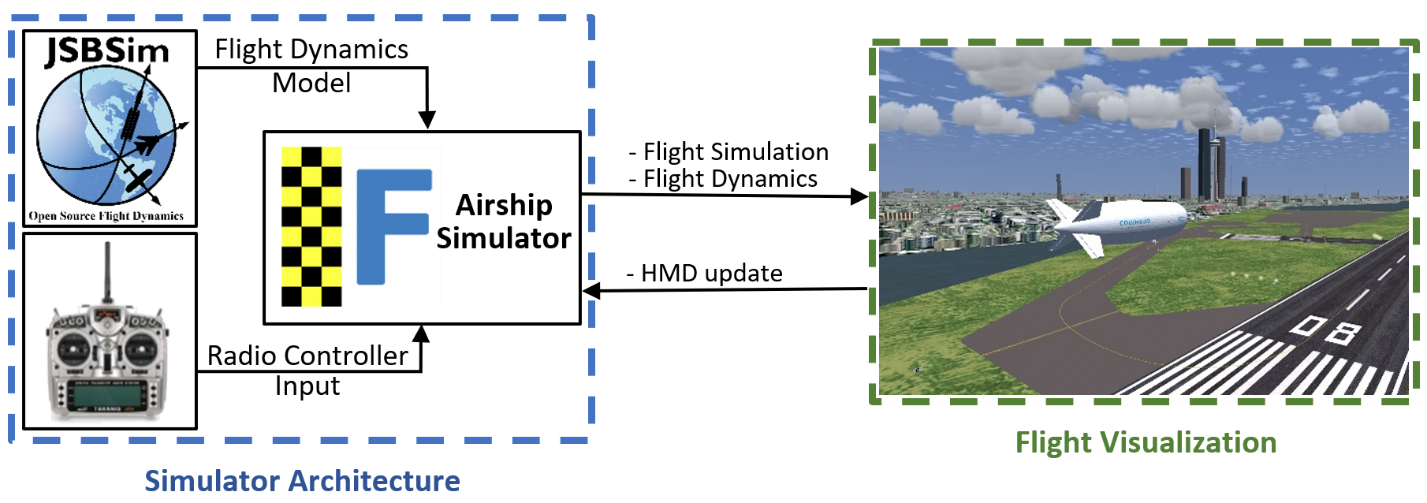 JSBSim
Open Source Flight Dynamics
Flight Dynamics
Model
F
Airship
Simulator
Radio Controller
Input
TARANIS
Simulator Architecture
- Flight Simulation
- Flight Dynamics
- HMD update
08
Flight Visualization